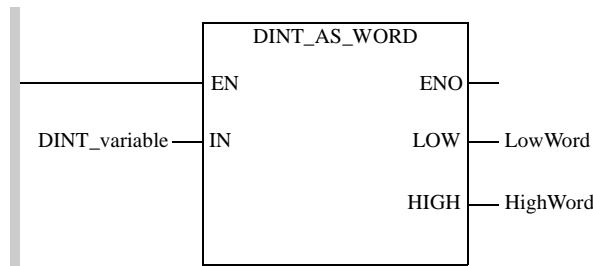 DINT_AS_WORD
EN ENO
DINT_variable IN LOW LowWord
HIGH HighWord